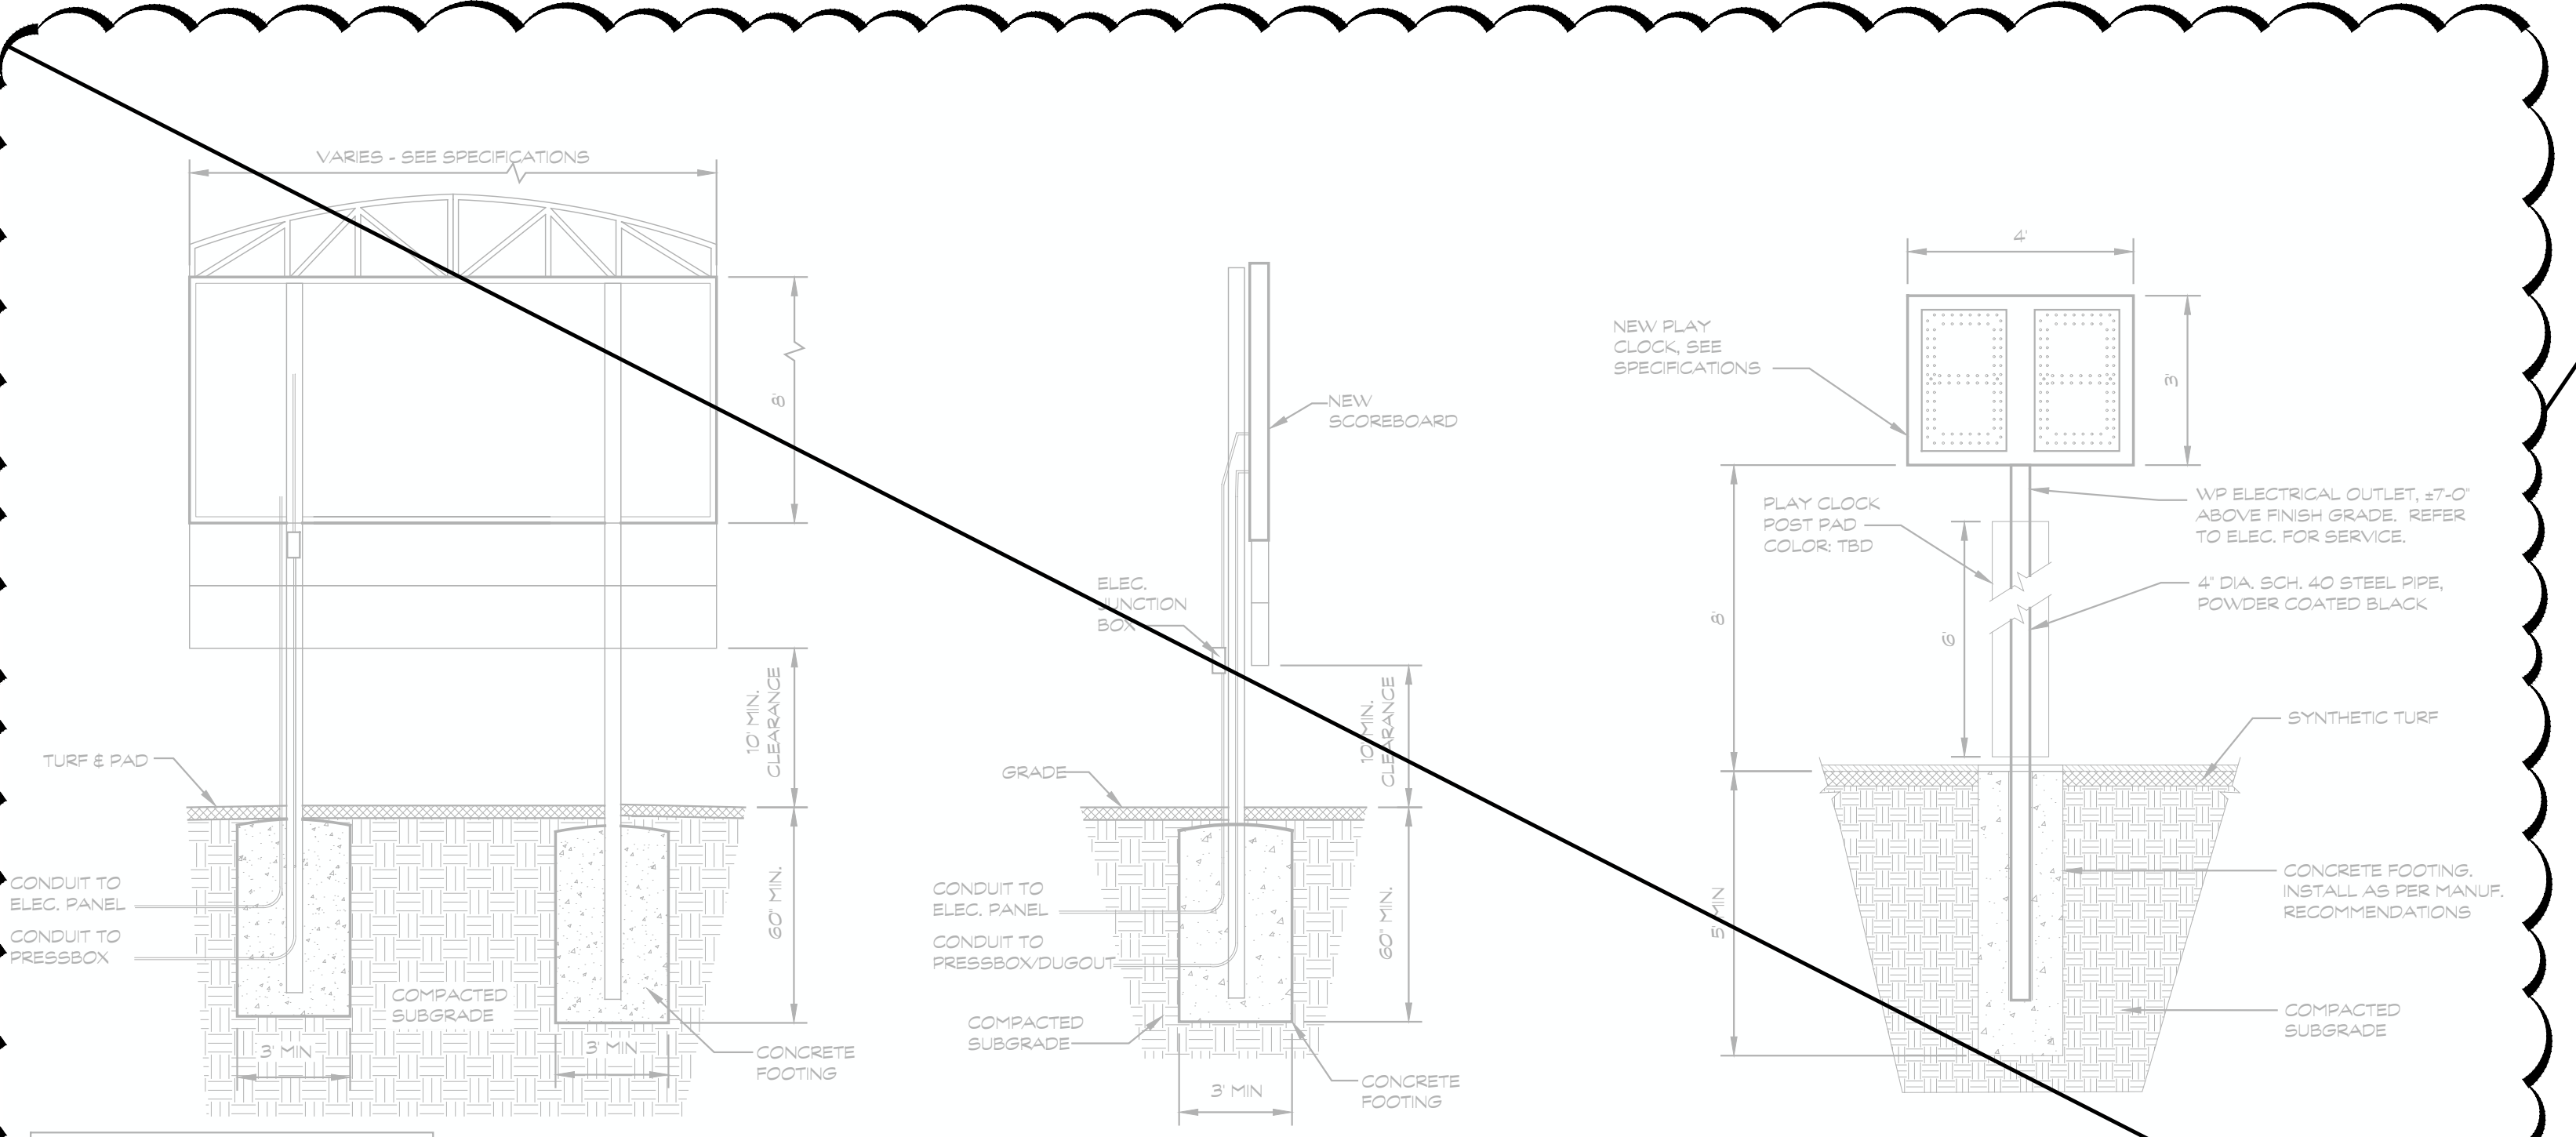 VARIES - SEE SPECIFICATIONS
8'
10' MIN.
CLEARANCE
TURF & PAD
60" MIN.
CONDUIT TO
ELEC. PANEL
CONDUIT TO
PRESSBOX
COMPACTED
SUBGRADE
3' MIN
3' MIN
CONCRETE
FOOTING
NEW
SCOREBOARD
ELEC.
JUNCTION
BOX
10' MIN.
CLEARANCE
GRADE
60" MIN.
CONDUIT TO
ELEC. PANEL
CONDUIT TO
PRESSBOX/DUGOUT
COMPACTED
SUBGRADE
3' MIN
CONCRETE
FOOTING
4'
3'
NEW PLAY
CLOCK, SEE
SPECIFICATIONS
PLAY CLOCK
POST PAD
COLOR: TBD
WP ELECTRICAL OUTLET, ±7'-0"
ABOVE FINISH GRADE.  REFER
TO ELEC. FOR SERVICE.
4" DIA. SCH. 40 STEEL PIPE,
POWDER COATED BLACK
8'
6'
SYNTHETIC TURF
5' MIN
CONCRETE FOOTING.
INSTALL AS PER MANUF.
RECOMMENDATIONS
COMPACTED
SUBGRADE